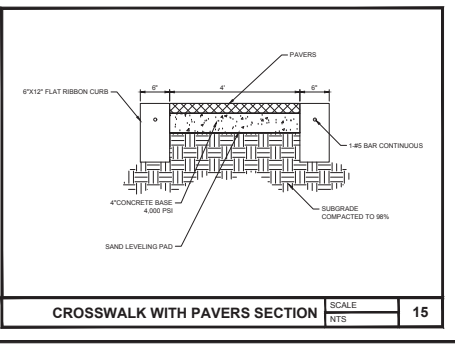 PAVERS
6"X12" FLAT RIBBON CURB
6"
4'
6"
1-#5 BAR CONTINUOUS
4"CONCRETE BASE
4,000 PSI
SUBGRADE
COMPACTED TO 98%
SAND LEVELING PAD
CROSSWALK WITH PAVERS SECTION
SCALE
NTS
15